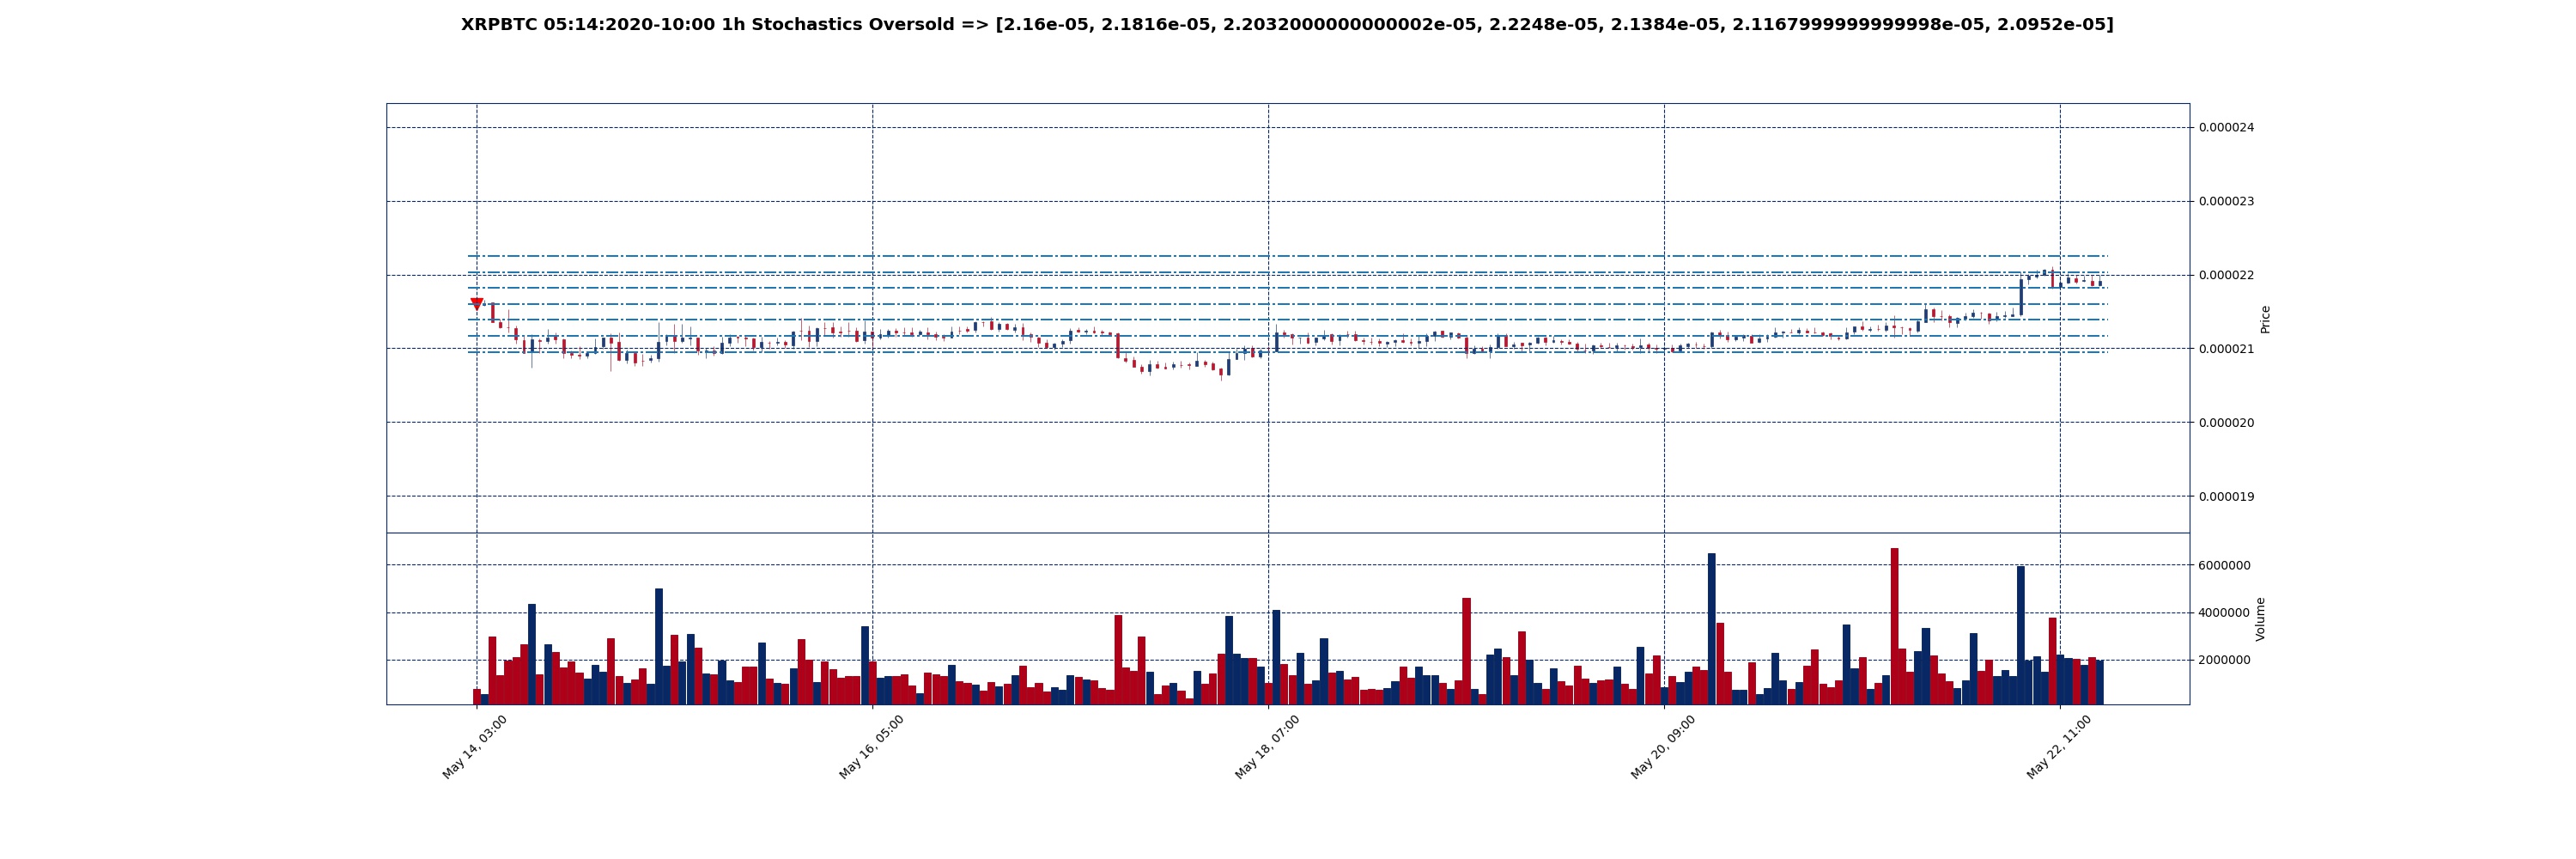 XRPBTC 05:14:2020-10:00 1h Stochastics Oversold => [2.16e-05, 2.1816e-05, 2.2032000000000002e-05, 2.2248e-05, 2.1384e-05, 2.1167999999999998e-05, 2.0952e-05]
0.000024
0.000023
0.000022
0.000021
0.000020
0.000019
Price
6000000
4000000
2000000
Volume
May 14, 03:00
May 16, 05:00
May 18, 07:00
May 20, 09:00
May 22, 11:00